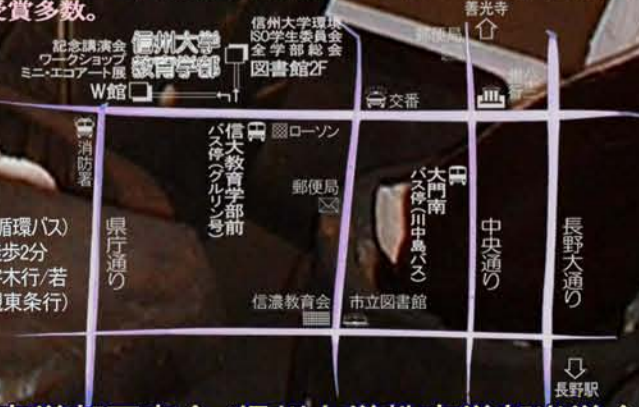 受賞多数。
善光寺
信州大学環境
ISO学生委員会
全学部総会
図書館2F
記念講演会
ワークショップ
ミニ・エコアート展
W館
信州大学
教育学部
郵便局
交番
銀行
消防署
信大教育学部前
バス停(グルリン号)
ローソン
郵便局
大門南
バス停(川中島バス)
循環バス)
歩2分
木行/若
東条行)
県庁通り
中央通り
長野大通り
信濃教育会
市立図書館
長野駅